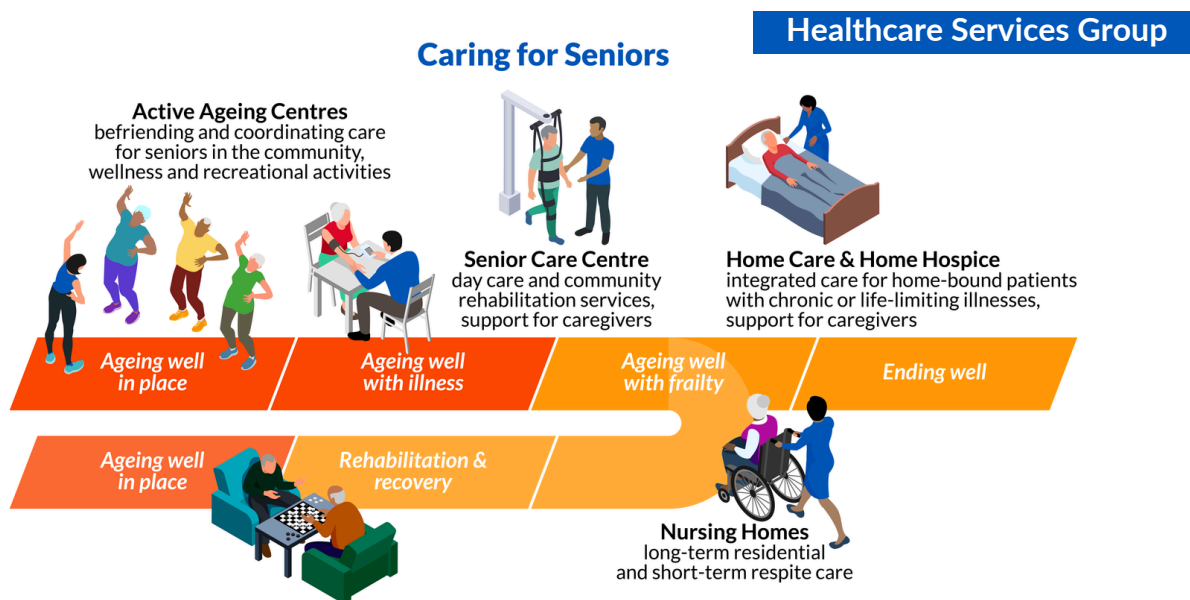 Healthcare Services Group
Caring for Seniors
Active Ageing Centres
befriending and coordinating care
for seniors in the community,
wellness and recreational activities
Senior Care Centre
day care and community
rehabilitation services,
support for caregivers
Home Care & Home Hospice
integrated care for home-bound patients
with chronic or life-limiting illnesses,
support for caregivers
Ageing well
in place
Ageing well
with illness
Ageing well
with frailty
Ending well
Ageing well
in place
Rehabilitation &
recovery
Nursing Homes
long-term residential
and short-term respite care